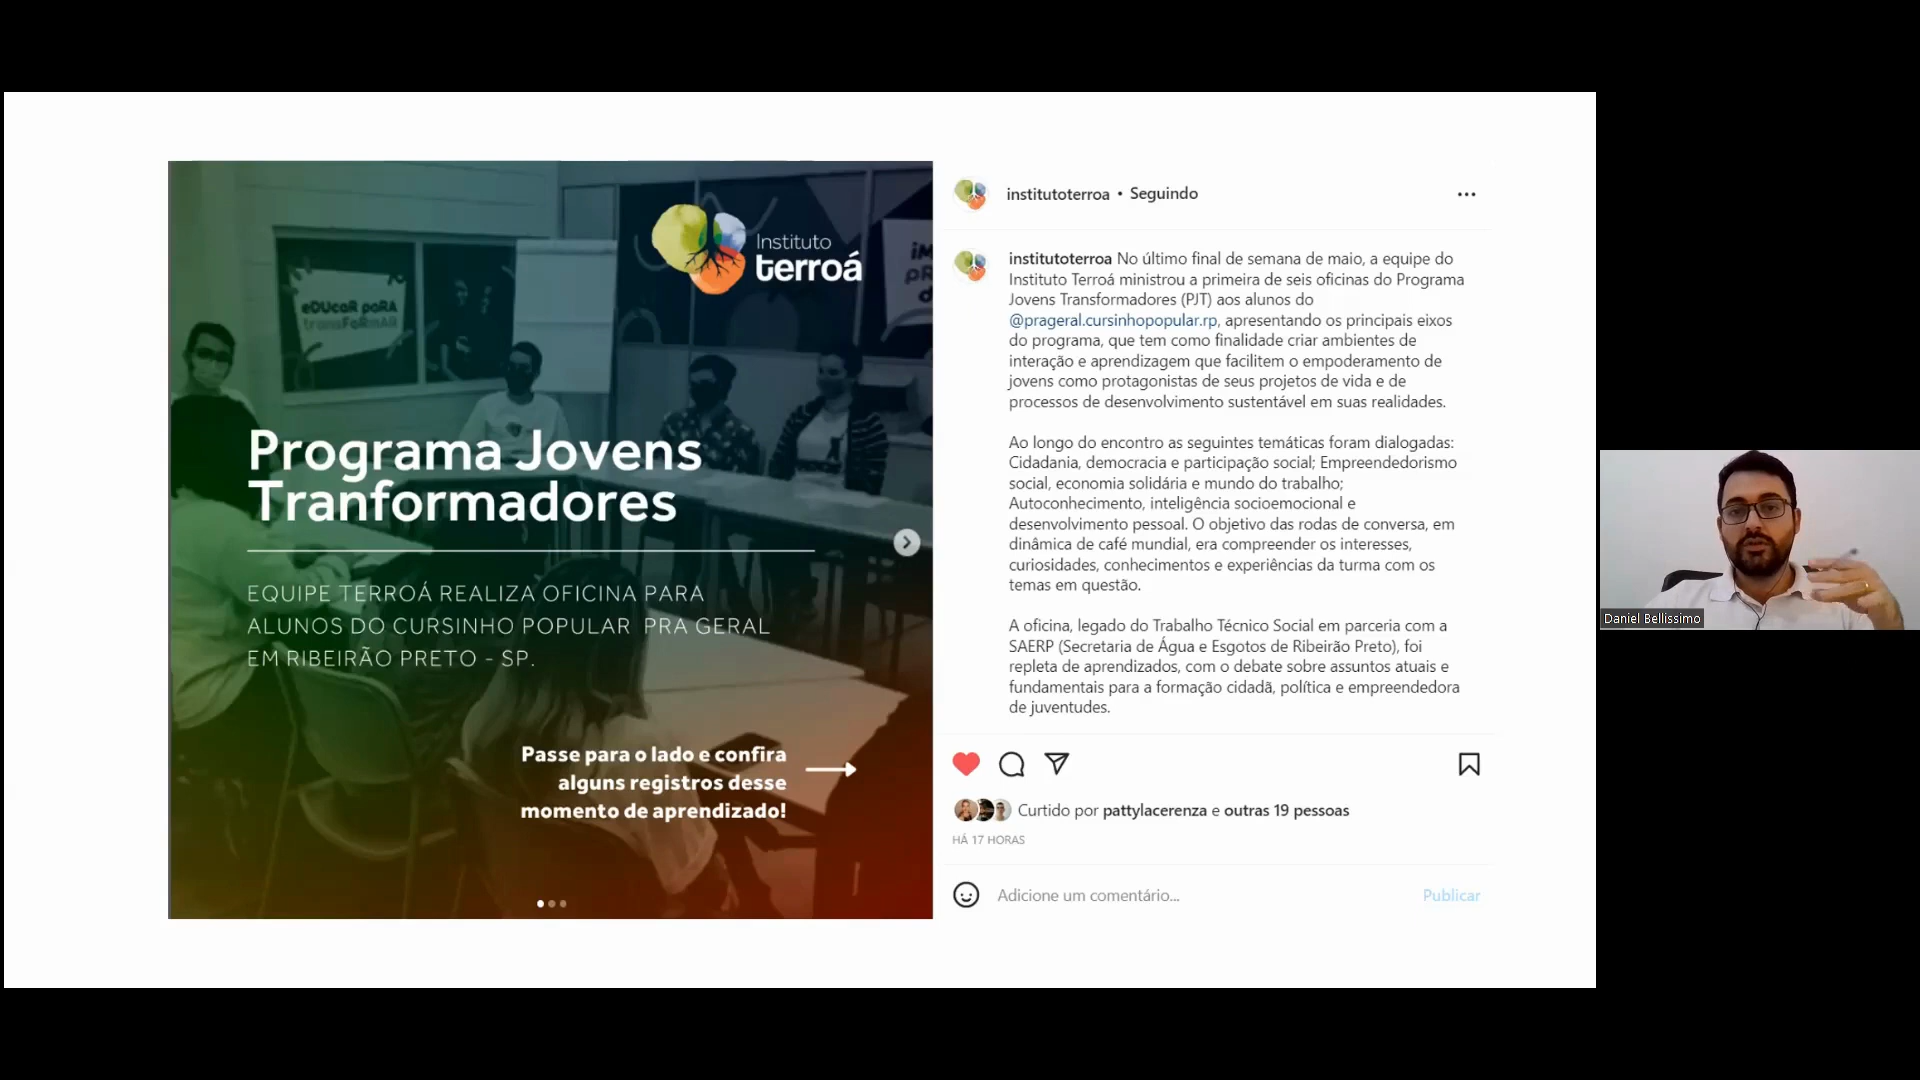 eDUcaR paRA
transFoRmAR
Instituto
terroá
Programa Jovens
Tranformadores
EQUIPE TERROÁ REALIZA OFICINA PARA
ALUNOS DO CURSINHO POPULAR PRA GERAL
EM RIBEIRÃO PRETO - SP.
Passe para o lado e confira
alguns registros desse
momento de aprendizado!
institutoterroa • Seguindo
institutoterroa No último final de semana de maio, a equipe do
Instituto Terroá ministrou a primeira de seis oficinas do Programa
Jovens Transformadores (PJT) aos alunos do
@prageral.cursinhopopular.rp, apresentando os principais eixos
do programa, que tem como finalidade criar ambientes de
interação e aprendizagem que facilitem o empoderamento de
jovens como protagonistas de seus projetos de vida e de
processos de desenvolvimento sustentável em suas realidades.
Ao longo do encontro as seguintes temáticas foram dialogadas:
Cidadania, democracia e participação social; Empreendedorismo
social, economia solidária e mundo do trabalho;
Autoconhecimento, inteligência socioemocional e
desenvolvimento pessoal. O objetivo das rodas de conversa, em
dinâmica de café mundial, era compreender os interesses,
curiosidades, conhecimentos e experiências da turma com os
temas em questão.
A oficina, legado do Trabalho Técnico Social em parceria com a
SAERP (Secretaria de Água e Esgotos de Ribeirão Preto), foi
repleta de aprendizados, com o debate sobre assuntos atuais e
fundamentais para a formação cidadã, política e empreendedora
de juventudes.
Curtido por pattylacerenza e outras 19 pessoas
HÁ 17 HORAS
Adicione um comentário...
Publicar
Daniel Bellissimo